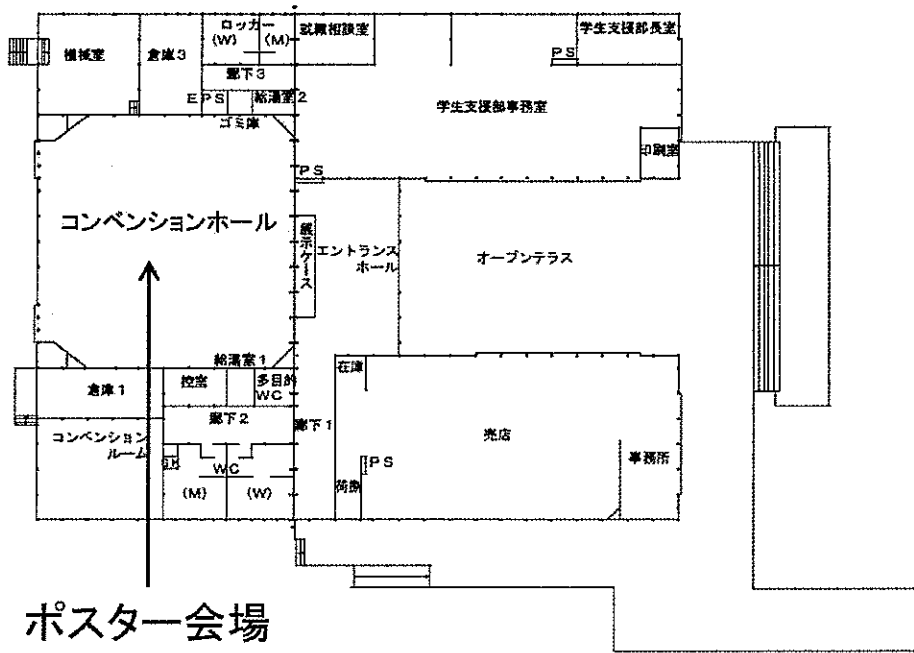 ロッカー
(W) (M)
就職相談室
学生支援部長室
機械室
倉庫3
PS
廊下3
EPS
給湯室2
学生支援部事務室
ゴミ庫
印刷室
PS
コンベンションホール
展示ケース
エントランス
ホール
オープンテラス
給湯室1
在庫
倉庫1
控室
多目的
WC
廊下2
廊下1
コンベンション
ルーム
売店
SK
WC
PS
事務所
(M)
(W)
荷捌
ポスター会場